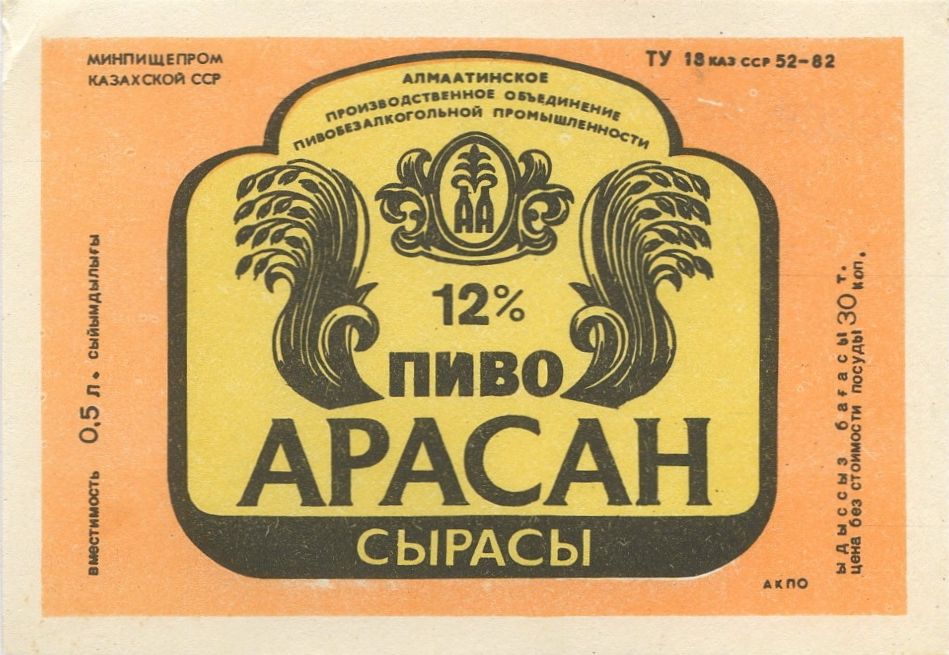 МИНПИЩЕПРОМ
КАЗАХСКОЙ ССР
ТУ 18 КАЗ ССР 52-82
АЛМААТИНСКОЕ
ПРОИЗВОДСТВЕННОЕ ОБЪЕДИНЕНИЕ
ПИВОБЕЗАЛКОГОЛЬНОЙ ПРОМЫШЛЕННОСТИ
АА
12%
ПИВО
АРАСАН
СЫРАСЫ
вместимость 0,5 Л. сыйымдылығы
ыдыссыз бағасы 30 т.
цена без стоимости посуды 30 коп.
АКПО